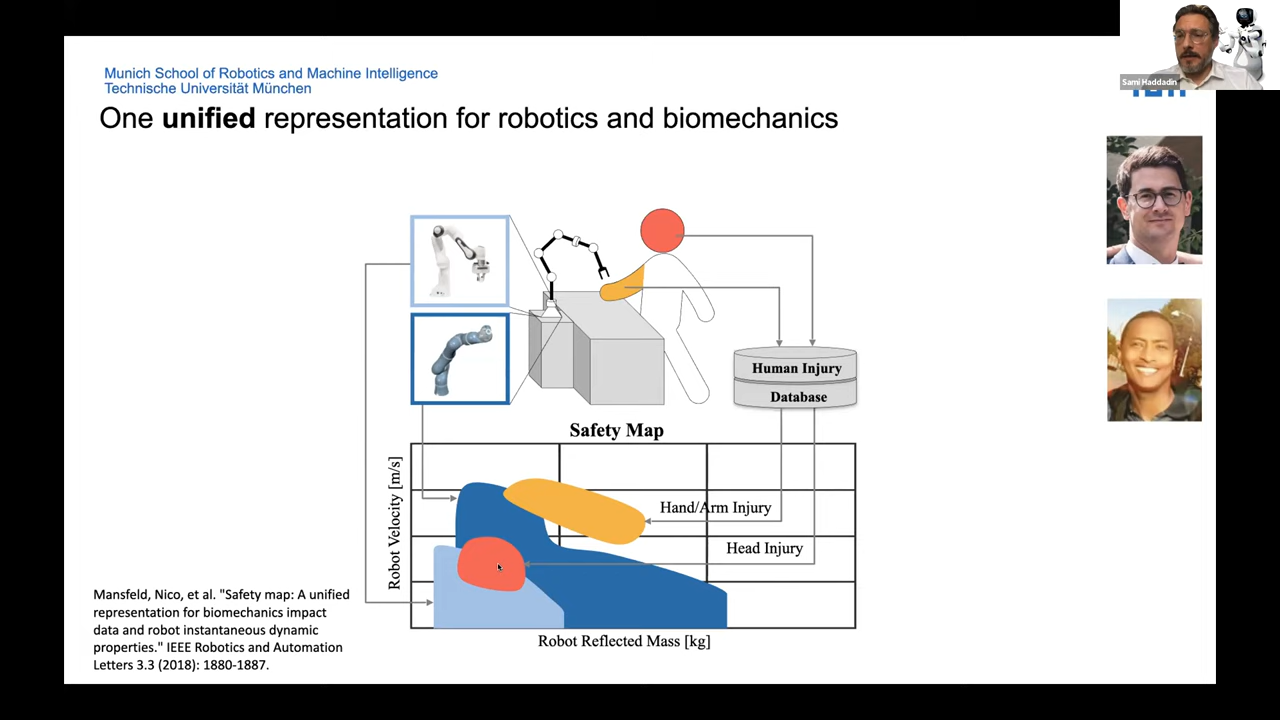 Sami Haddadin
Munich School of Robotics and Machine Intelligence
Technische Universität München
One unified representation for robotics and biomechanics
Human Injury
Database
Safety Map
Robot Velocity [m/s]
Hand/Arm Injury
Head Injury
Robot Reflected Mass [kg]
Mansfeld, Nico, et al. "Safety map: A unified
representation for biomechanics impact
data and robot instantaneous dynamic
properties." IEEE Robotics and Automation
Letters 3.3 (2018): 1880-1887.